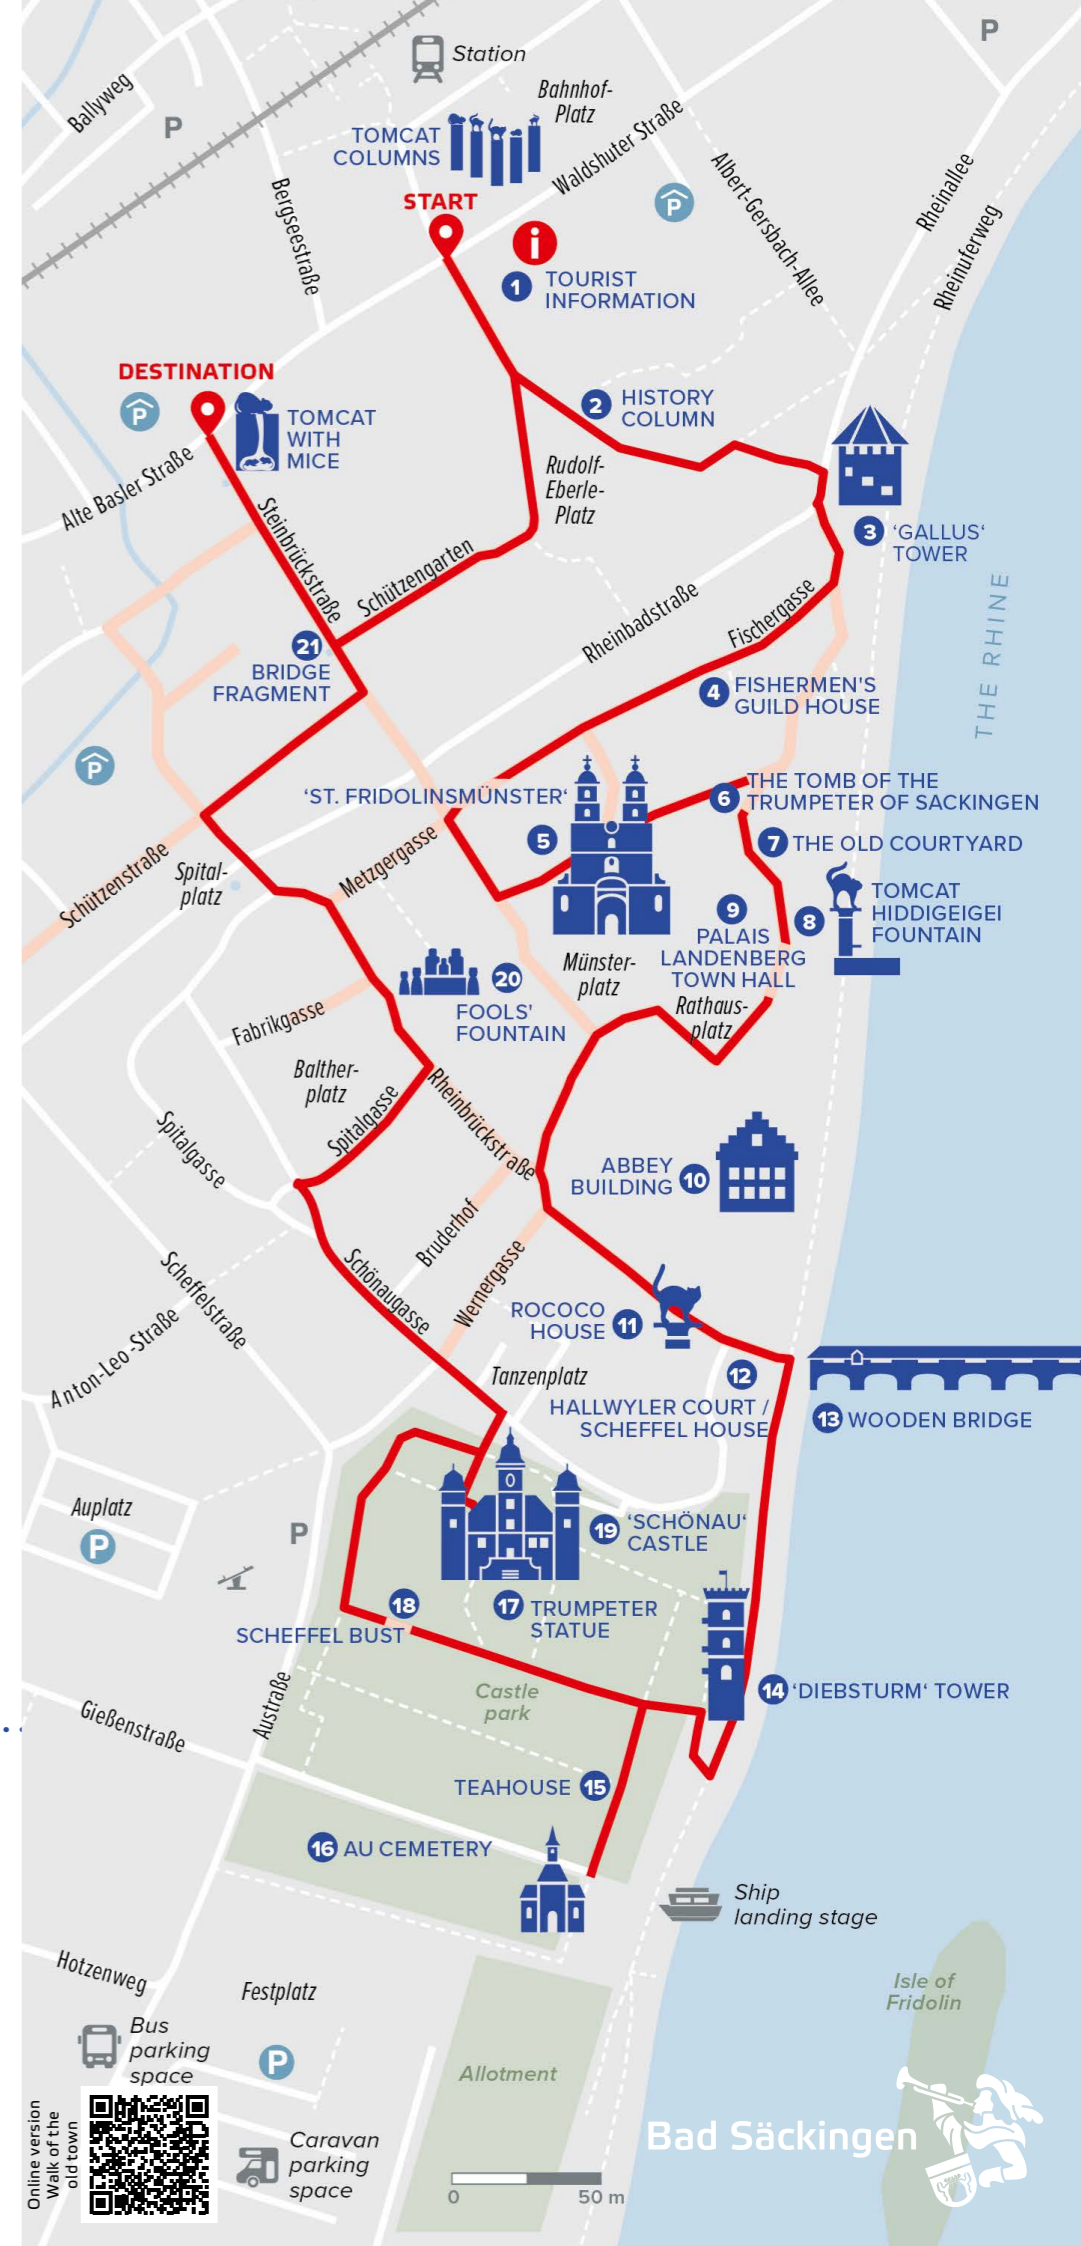 Station
Ballyweg
P
P
Bahnhof-
Platz
TOMCAT
COLUMNS
Waldshuter Straße
START
P
Albert-Gersbach-Allee
Rheinallee
Rheinuferweg
Bergseestraße
i
1 TOURIST
INFORMATION
DESTINATION
P
TOMCAT
WITH
MICE
2 HISTORY
COLUMN
Alte Basler Straße
Rudolf-
Eberle-
Platz
Steinbrückstraße
Schützengarten
3 'GALLUS'
TOWER
THE RHINE
Rheinbadstraße
Fischergasse
21
BRIDGE
FRAGMENT
4 FISHERMEN'S
GUILD HOUSE
P
'ST. FRIDOLINSMÜNSTER'
5
6 THE TOMB OF THE
TRUMPETER OF SACKINGEN
7 THE OLD COURTYARD
Metzgergasse
Schützenstraße
Spital-
platz
8 TOMCAT
HIDDIGEIGEI
FOUNTAIN
9
PALAIS
LANDENBERG
TOWN HALL
Münster-
platz
Rathaus-
platz
20
FOOLS'
FOUNTAIN
Fabrikgasse
Balther-
platz
Spitalgasse
Spitalgasse
Rheinbrückstraße
ABBEY
BUILDING 10
Bruderhof
Wernergasse
Schönaugasse
Scheffelstraße
Anton-Leo-Straße
ROCOCO
HOUSE 11
Tanzenplatz
12
HALLWYLER COURT /
SCHEFFEL HOUSE
13 WOODEN BRIDGE
Auplatz
P
P
19 'SCHÖNAU'
CASTLE
18
SCHEFFEL BUST
17 TRUMPETER
STATUE
14 'DIEBSTURM' TOWER
Castle
park
Austraße
Gießenstraße
TEAHOUSE 15
16 AU CEMETERY
Ship
landing stage
Hotzenweg
Festplatz
Isle of
Fridolin
Bus
parking
space
P
Allotment
Online version
Walk of the
old town
Caravan
parking
space
Bad Säckingen
0 50 m